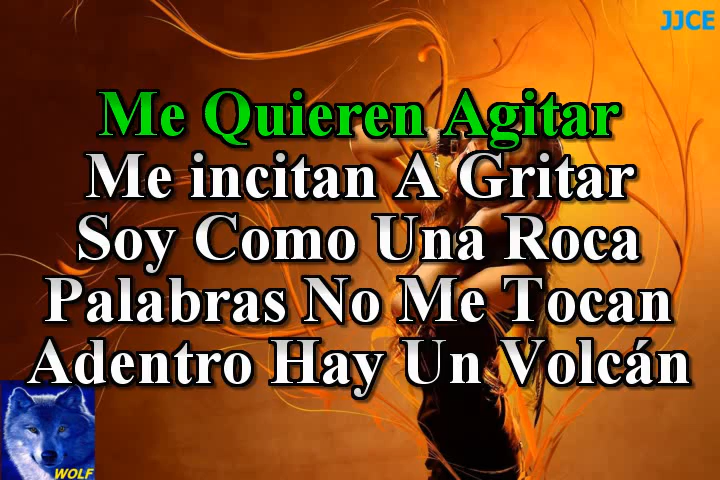 JJCE
Me Quieren Agitar
Me incitan A Gritar
Soy Como Una Roca
Palabras No Me Tocan
Adentro Hay Un Volcán
WOLF